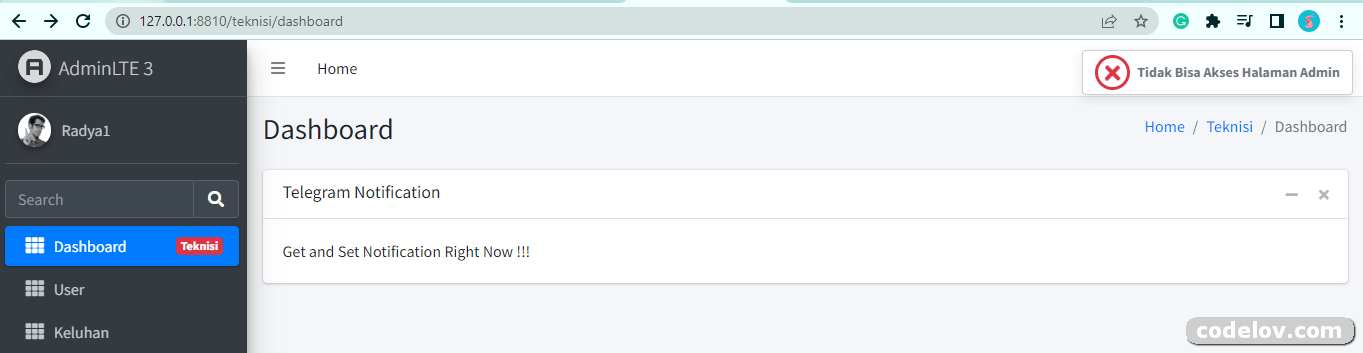 127.0.0.1:8810/teknisi/dashboard
AdminLTE 3
Home
Tidak Bisa Akses Halaman Admin
Radya1
Dashboard
Home / Teknisi / Dashboard
Search
Telegram Notification
Dashboard Teknisi
Get and Set Notification Right Now !!!
User
Keluhan
codelov.com